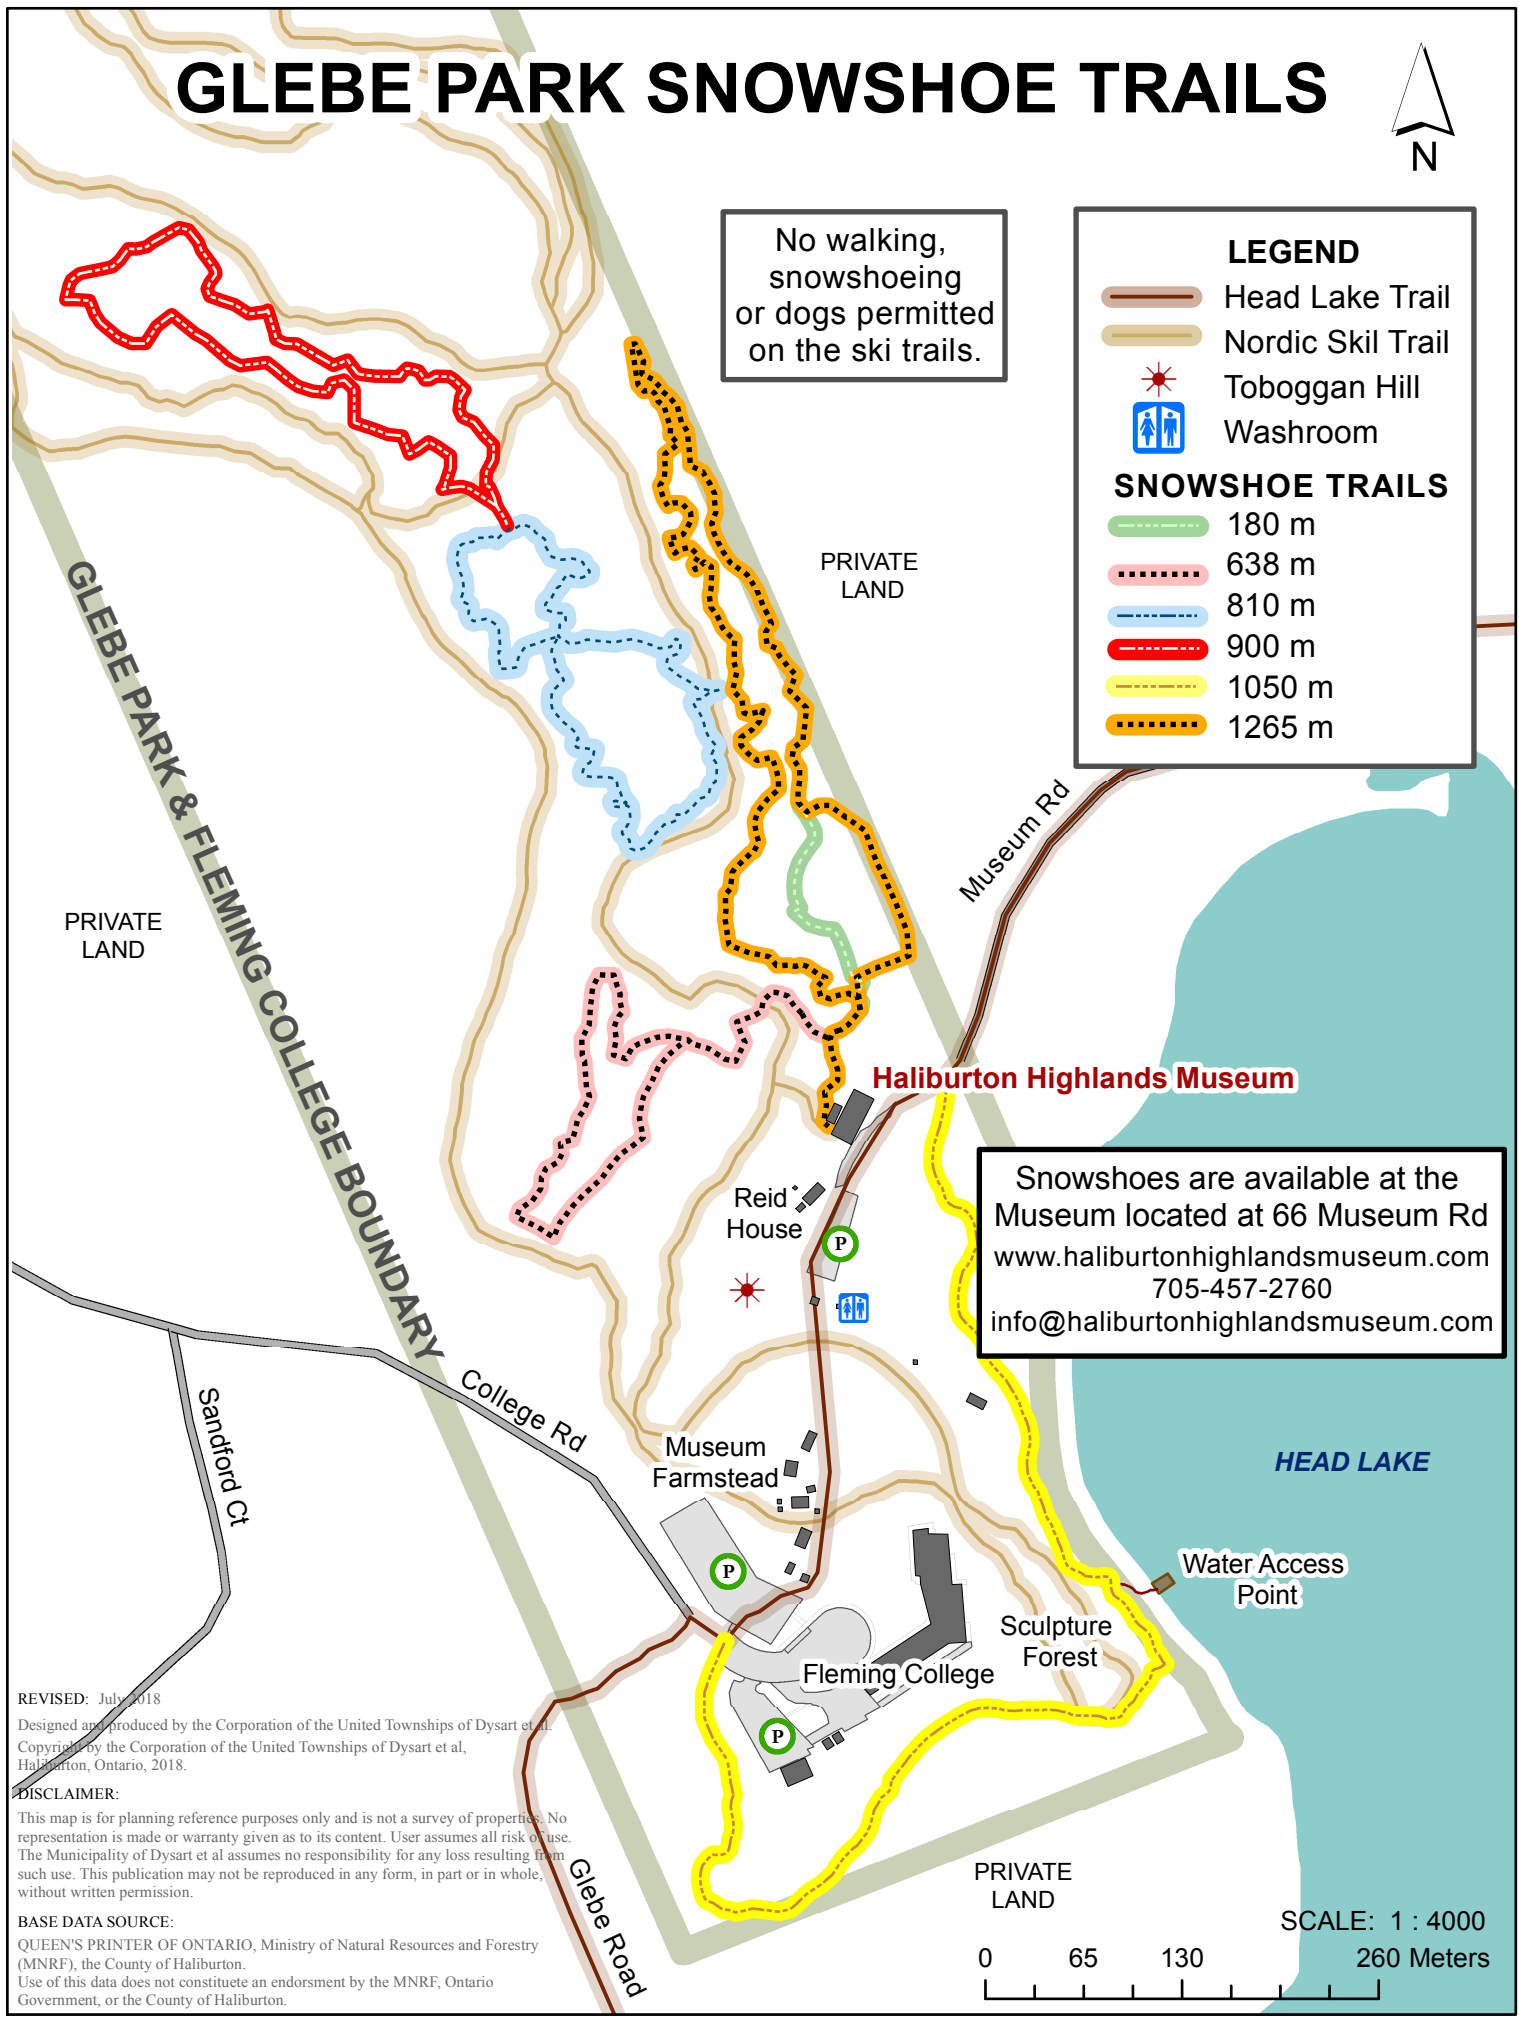 GLEBE PARK SNOWSHOE TRAILS
N
No walking,
snowshoeing
or dogs permitted
on the ski trails.
LEGEND
Head Lake Trail
Nordic Skil Trail
Toboggan Hill
Washroom
SNOWSHOE TRAILS
180 m
638 m
810 m
900 m
1050 m
1265 m
PRIVATE
LAND
GLEBE PARK & FLEMING COLLEGE BOUNDARY
Museum Rd
PRIVATE
LAND
Haliburton Highlands Museum
Snowshoes are available at the
Museum located at 66 Museum Rd
www.haliburtonhighlandsmuseum.com
705-457-2760
info@haliburtonhighlandsmuseum.com
Reid
House
P
College Rd
Sandford Ct
Museum
Farmstead
HEAD LAKE
P
Water Access
Point
Sculpture
Forest
Fleming College
P
REVISED: July 2018
Designed and produced by the Corporation of the United Townships of Dysart et al.
Copyright by the Corporation of the United Townships of Dysart et al,
Haliburton, Ontario, 2018.
DISCLAIMER:
This map is for planning reference purposes only and is not a survey of properties. No
representation is made or warranty given as to its content. User assumes all risk of use.
The Municipality of Dysart et al assumes no responsibility for any loss resulting from
such use. This publication may not be reproduced in any form, in part or in whole,
without written permission.
BASE DATA SOURCE:
QUEEN'S PRINTER OF ONTARIO, Ministry of Natural Resources and Forestry
(MNRF), the County of Haliburton.
Use of this data does not constituete an endorsment by the MNRF, Ontario
Government, or the County of Haliburton.
Glebe Road
PRIVATE
LAND
SCALE: 1 : 4000
0 65 130 260 Meters